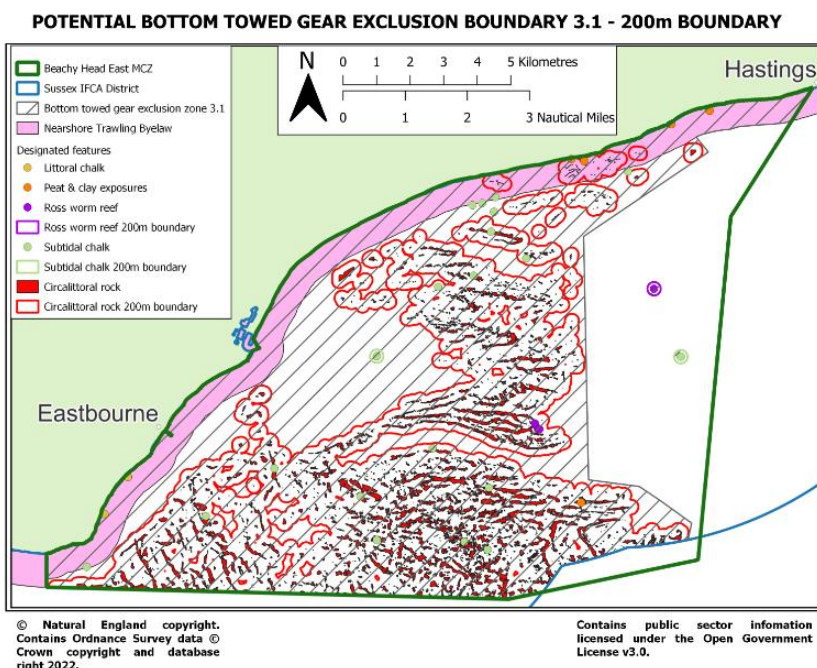 POTENTIAL BOTTOM TOWED GEAR EXCLUSION BOUNDARY 3.1 - 200m BOUNDARY
Beachy Head East MCZ
Sussex IFCA District
Bottom towed gear exclusion zone 3.1
Nearshore Trawling Byelaw
Designated features
Littoral chalk
Peat & clay exposures
Ross worm reef
Ross worm reef 200m boundary
Subtidal chalk
Subtidal chalk 200m boundary
Circalittoral rock
Circalittoral rock 200m boundary
N
0 1 2 3 4 5 Kilometres
0 1 2 3 Nautical Miles
Hastings
Eastbourne
© Natural England copyright.
Contains Ordnance Survey data ©
Crown copyright and database
right 2022.
Contains public sector infomation
licensed under the Open Government
License v3.0.